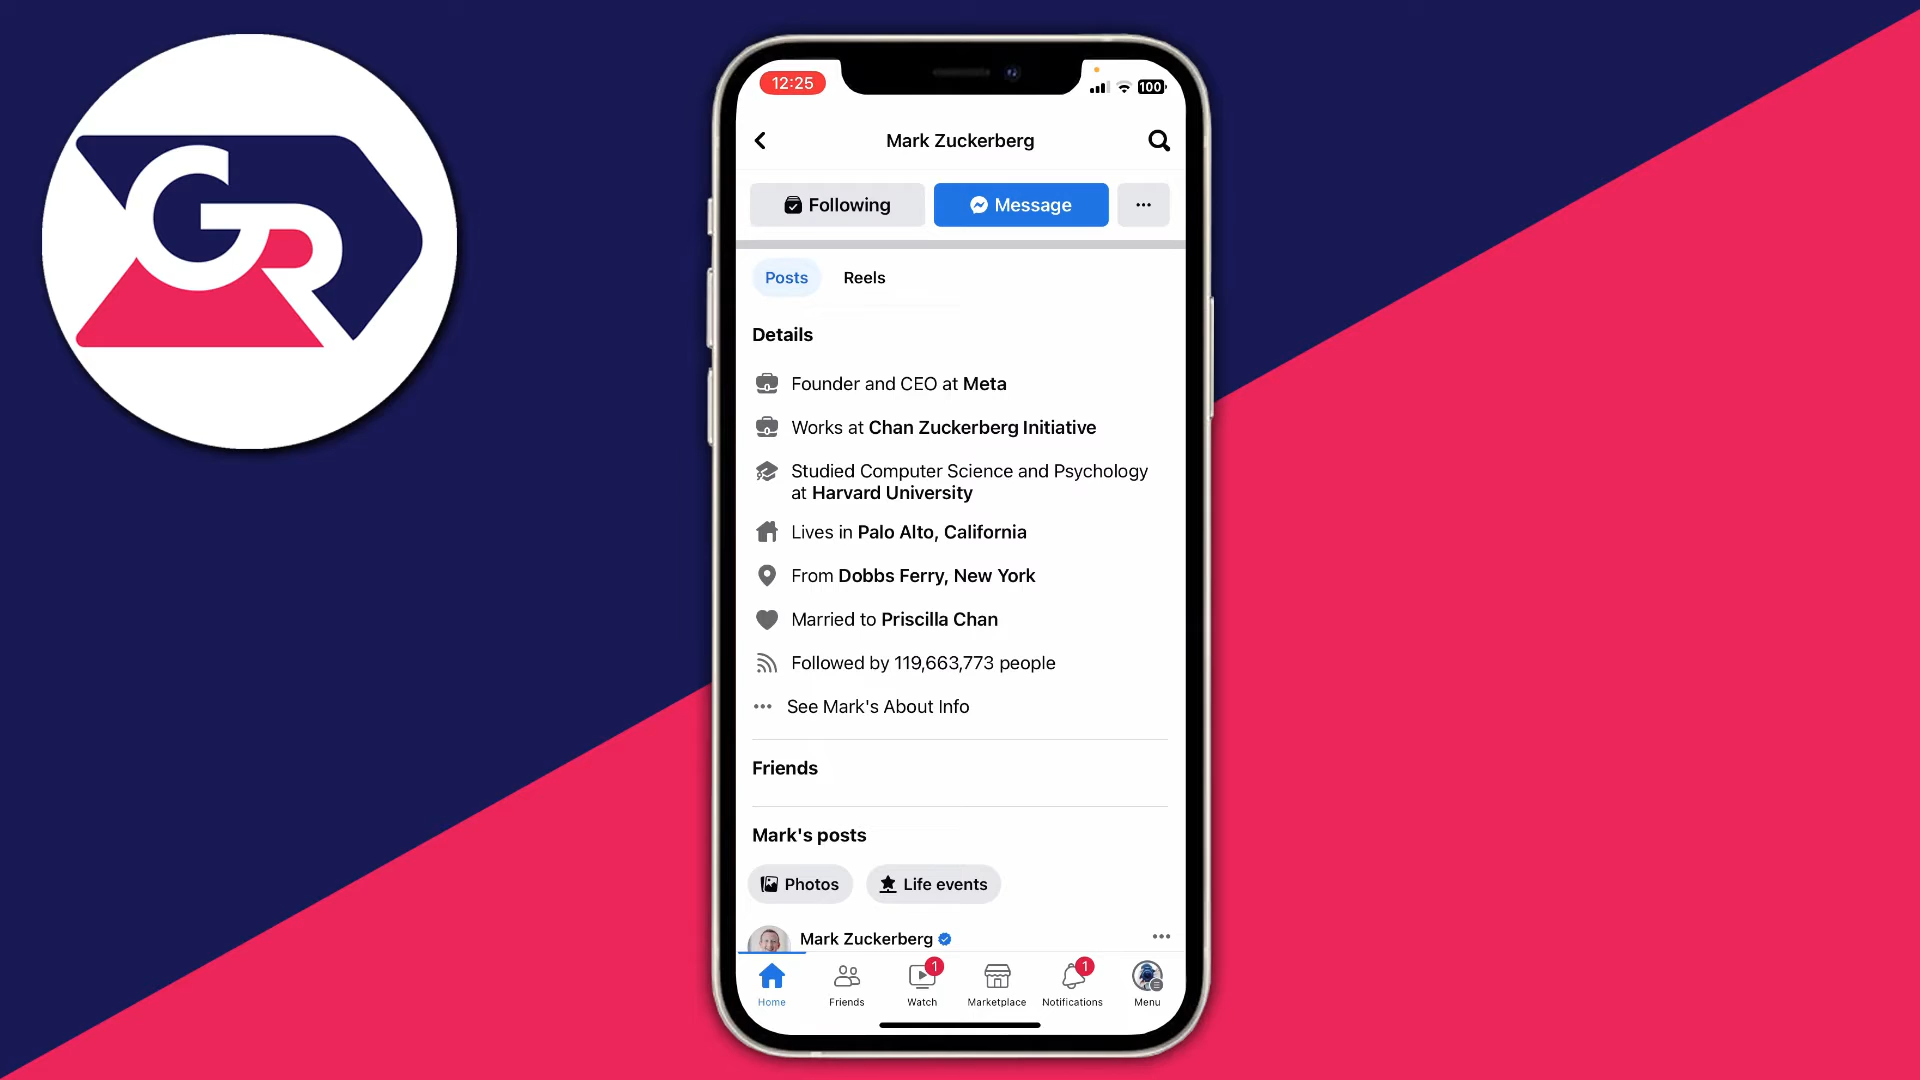 GR
12:25
100
Mark Zuckerberg
Following
Message
Posts
Reels
Details
Founder and CEO at Meta
Works at Chan Zuckerberg Initiative
Studied Computer Science and Psychology
at Harvard University
Lives in Palo Alto, California
From Dobbs Ferry, New York
Married to Priscilla Chan
Followed by 119,663,773 people
See Mark's About Info
Friends
Mark's posts
Photos
Life events
Mark Zuckerberg
1
1
Home
Friends
Watch
Marketplace
Notifications
Menu